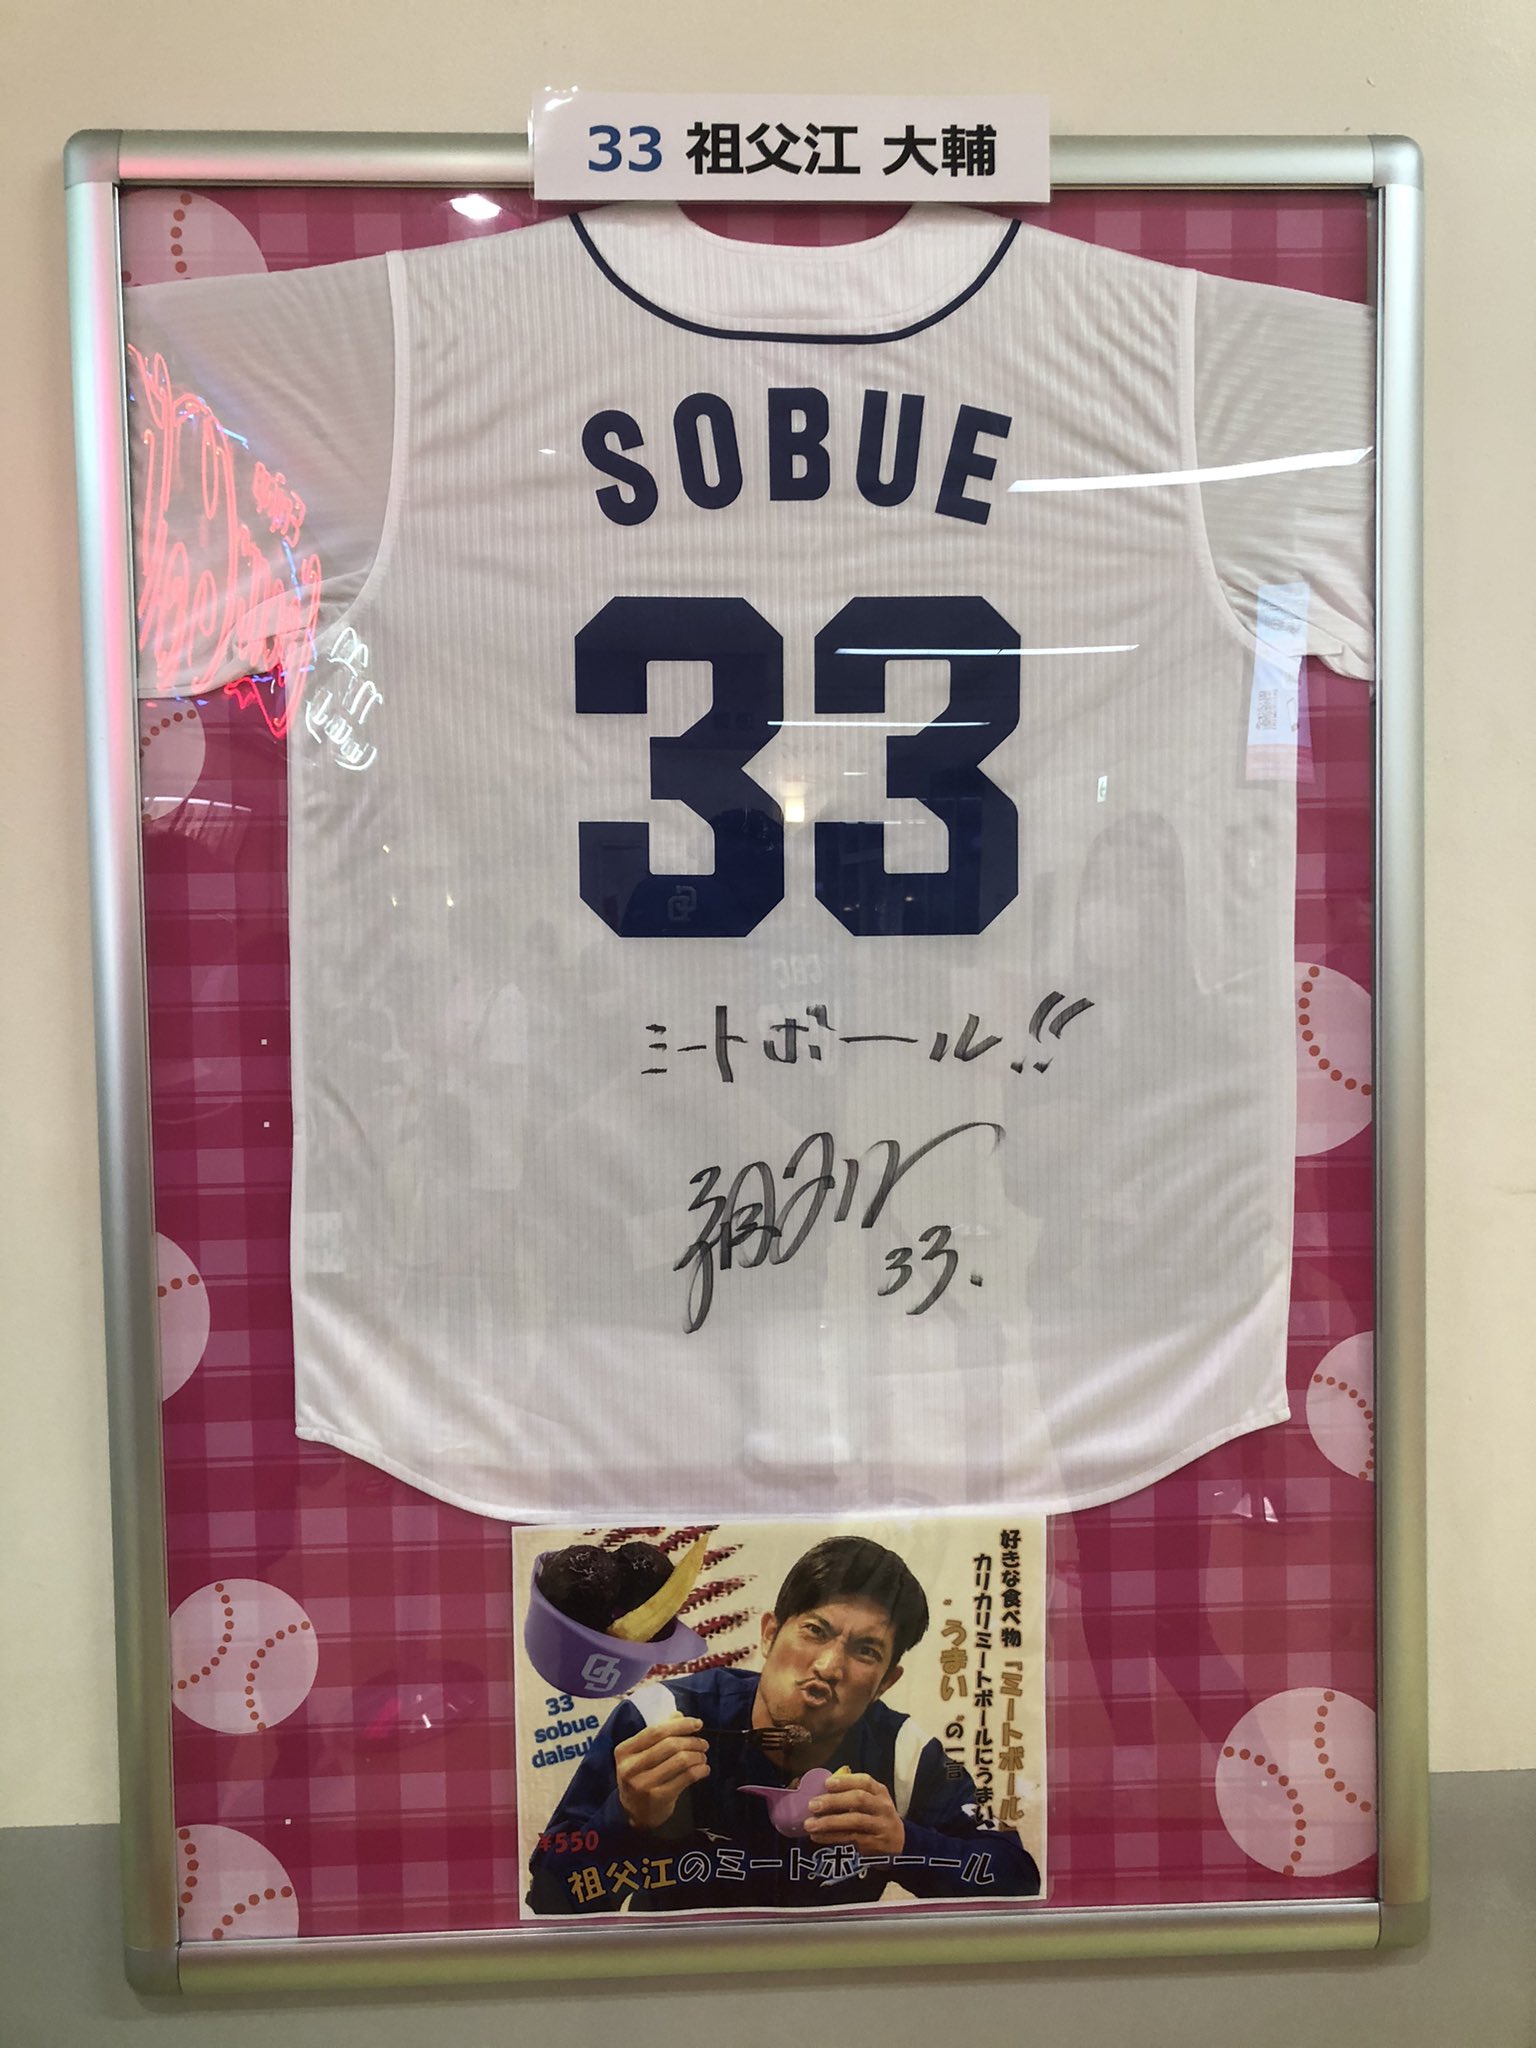 33 祖父江 大輔
SOBUE
33
ミートボール!!
33.
好きな食べ物「ミートボール」
カリカリミートボールにうまい、
"うまい"の一言
33
sobue
¥550
祖父江のミートボーーール